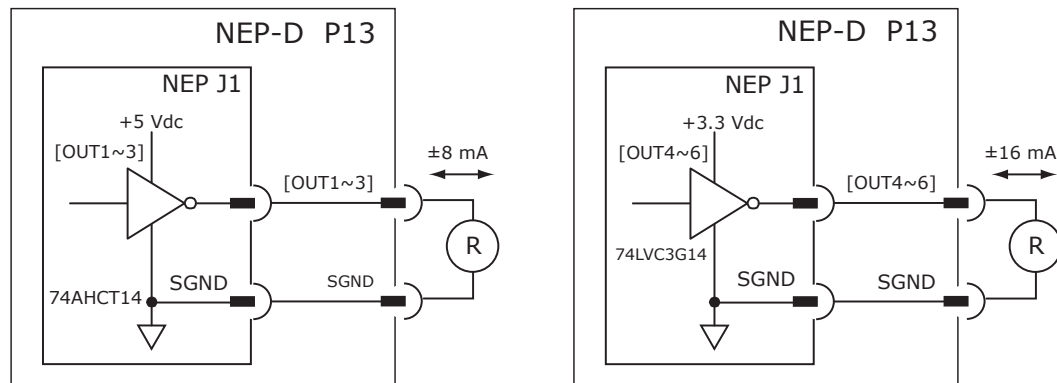 NEP-D P13
NEP J1
+5 Vdc
[OUT1~3]
±8 mA
[OUT1~3]
R
SGND
SGND
74AHCT14
NEP-D P13
NEP J1
+3.3 Vdc
[OUT4~6]
±16 mA
[OUT4~6]
R
74LVC3G14
SGND
SGND